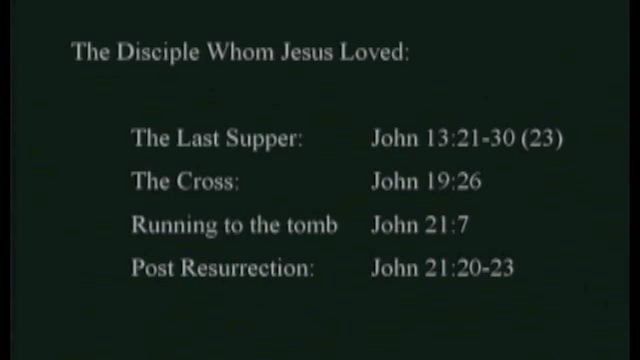 The Disciple Whom Jesus Loved:
The Last Supper: John 13:21-30 (23)
The Cross: John 19:26
Running to the tomb John 21:7
Post Resurrection: John 21:20-23